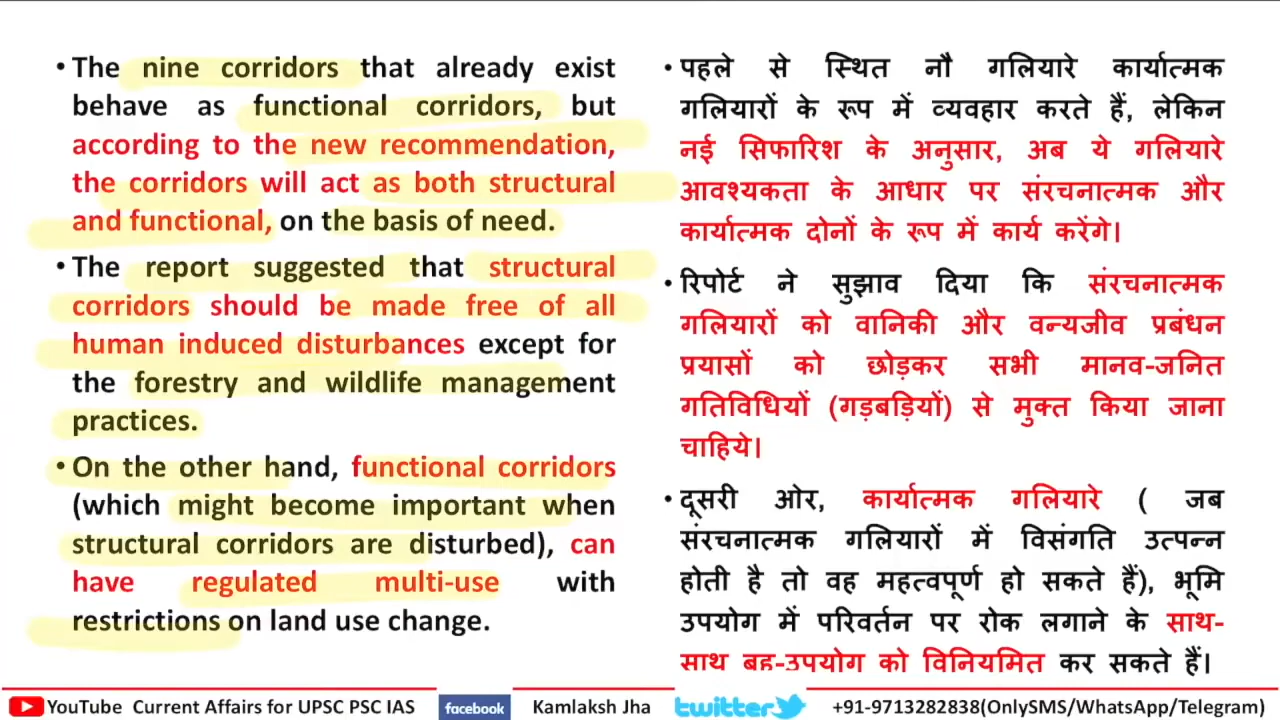 • The nine corridors that already exist
behave as functional corridors, but
according to the new recommendation,
the corridors will act as both structural
and functional, on the basis of need.
• The report suggested that structural
corridors should be made free of all
human induced disturbances except for
the forestry and wildlife management
practices.
• On the other hand, functional corridors
(which might become important when
structural corridors are disturbed), can
have regulated multi-use with
restrictions on land use change.
• पहले से स्थित नौ गलियारे कार्यात्मक
गलियारों के रूप में व्यवहार करते हैं, लेकिन
नई सिफारिश के अनुसार, अब ये गलियारे
आवश्यकता के आधार पर संरचनात्मक और
कार्यात्मक दोनों के रूप में कार्य करेंगे।
• रिपोर्ट ने सुझाव दिया कि संरचनात्मक
गलियारों को वानिकी और वन्यजीव प्रबंधन
प्रयासों को छोड़कर सभी मानव-जनित
गतिविधियों (गड़बड़ियों) से मुक्त किया जाना
चाहिये।
• दूसरी ओर, कार्यात्मक गलियारे ( जब
संरचनात्मक गलियारों में विसंगति उत्पन्न
होती है तो वह महत्वपूर्ण हो सकते हैं), भूमि
उपयोग में परिवर्तन पर रोक लगाने के साथ-
साथ बहु-उपयोग को विनियमित कर सकते हैं।
YouTube Current Affairs for UPSC PSC IAS facebook Kamlaksh Jha twitter +91-9713282838(OnlySMS/WhatsApp/Telegram)